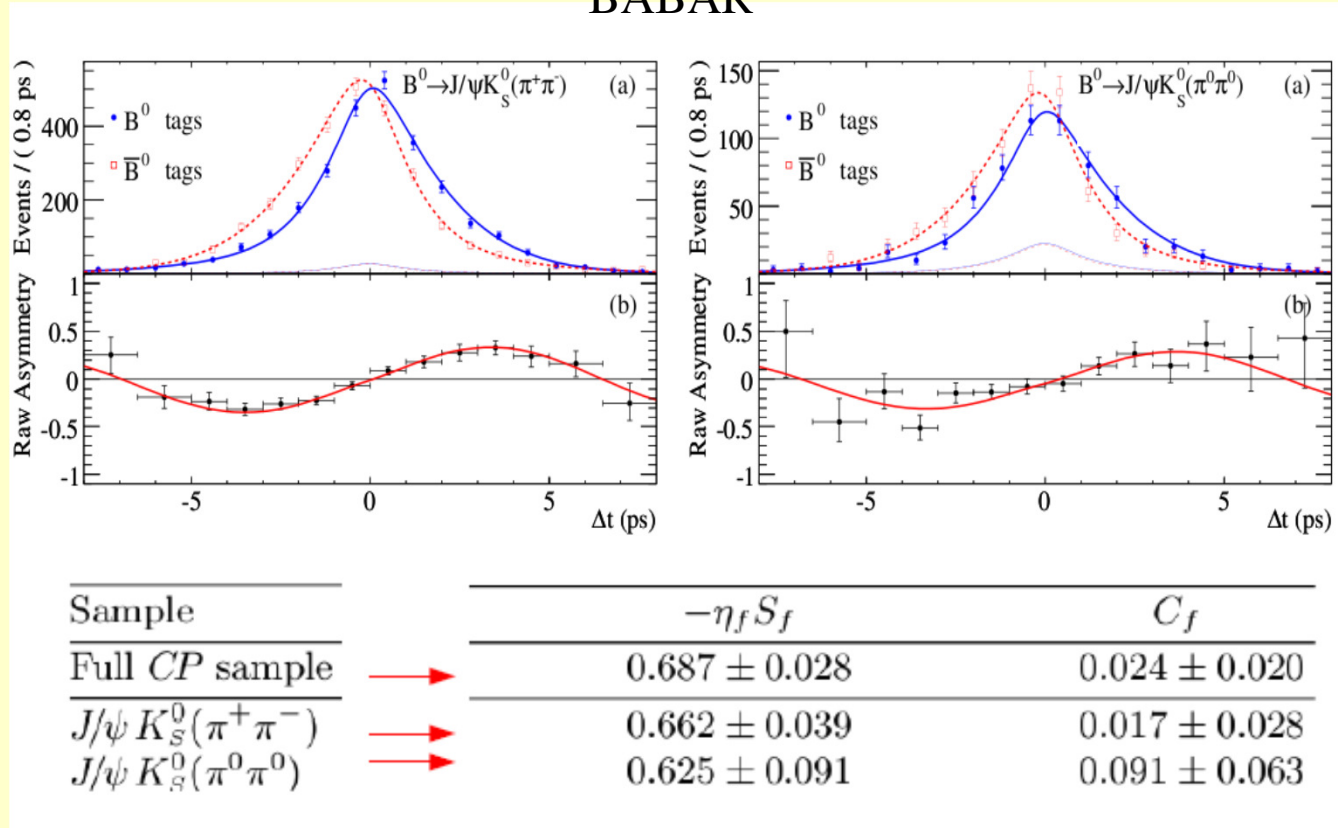 BABAR
Events / ( 0.8 ps )
400
200
B⁰→J/ψK⁰_S(π⁺π⁻)
(a)
B⁰ tags
B̅⁰ tags
Raw Asymmetry
1
0.5
0
-0.5
-1
(b)
-5 0 5
Δt (ps)
Events / ( 0.8 ps )
150
100
50
B⁰→J/ψK⁰_S(π⁰π⁰)
(a)
B⁰ tags
B̅⁰ tags
Raw Asymmetry
1
0.5
0
-0.5
-1
(b)
-5 0 5
Δt (ps)
Sample −η_f S_f C_f
Full CP sample 0.687 ± 0.028 0.024 ± 0.020
J/ψ K⁰_S(π⁺π⁻) 0.662 ± 0.039 0.017 ± 0.028
J/ψ K⁰_S(π⁰π⁰) 0.625 ± 0.091 0.091 ± 0.063